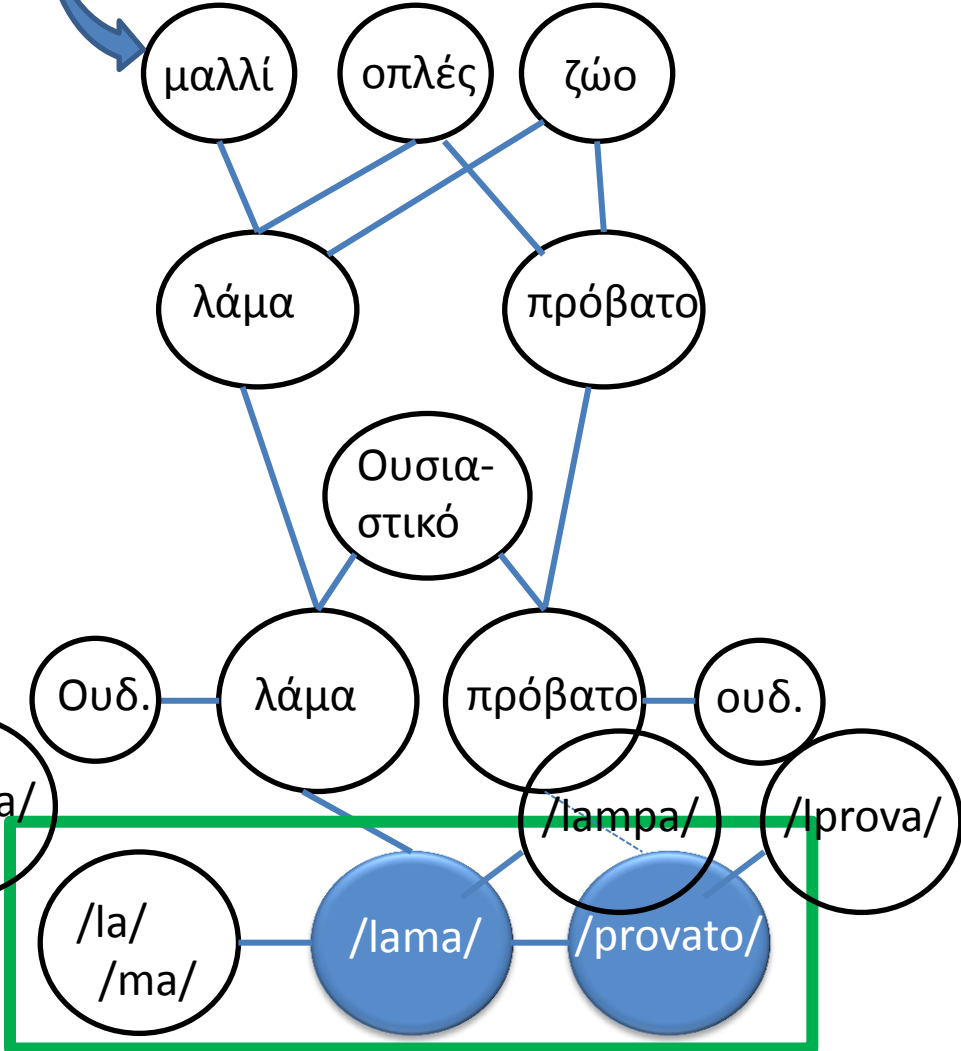 μαλλί
οπλές
ζώο
λάμα
πρόβατο
Ουσια-
στικό
Ουδ.
λάμα
πρόβατο
ουδ.
a/
/lampa/
/lprova/
/la/
/ma/
/lama/
/provato/